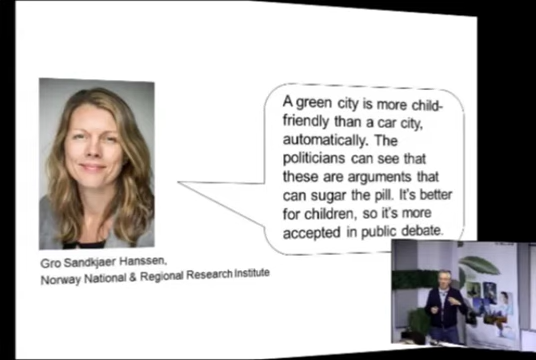 A green city is more child-
friendly than a car city,
automatically. The
politicians can see that
these are arguments that
can sugar the pill. It's better
for children, so it's more
accepted in public debate.
Gro Sandkjaer Hanssen,
Norway National & Regional Research Institute